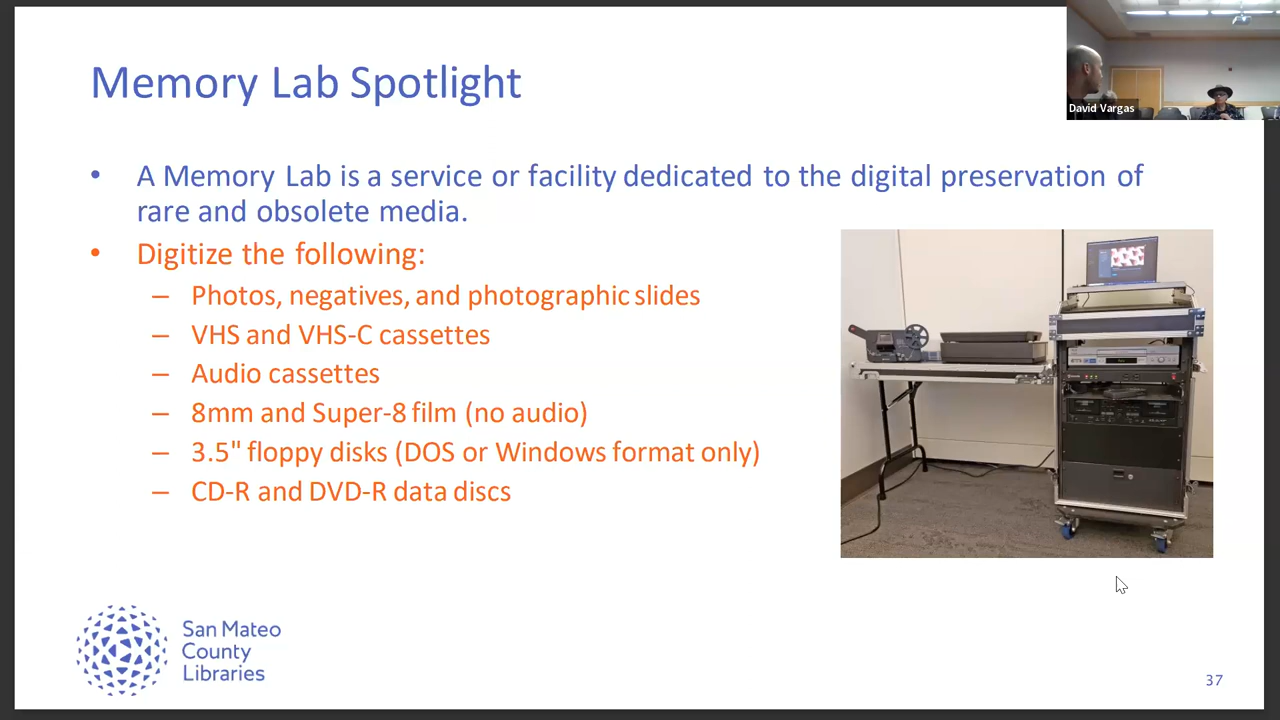 Memory Lab Spotlight
David Vargas
• A Memory Lab is a service or facility dedicated to the digital preservation of
rare and obsolete media.
• Digitize the following:
– Photos, negatives, and photographic slides
– VHS and VHS-C cassettes
– Audio cassettes
– 8mm and Super-8 film (no audio)
– 3.5" floppy disks (DOS or Windows format only)
– CD-R and DVD-R data discs
San Mateo
County
Libraries
37